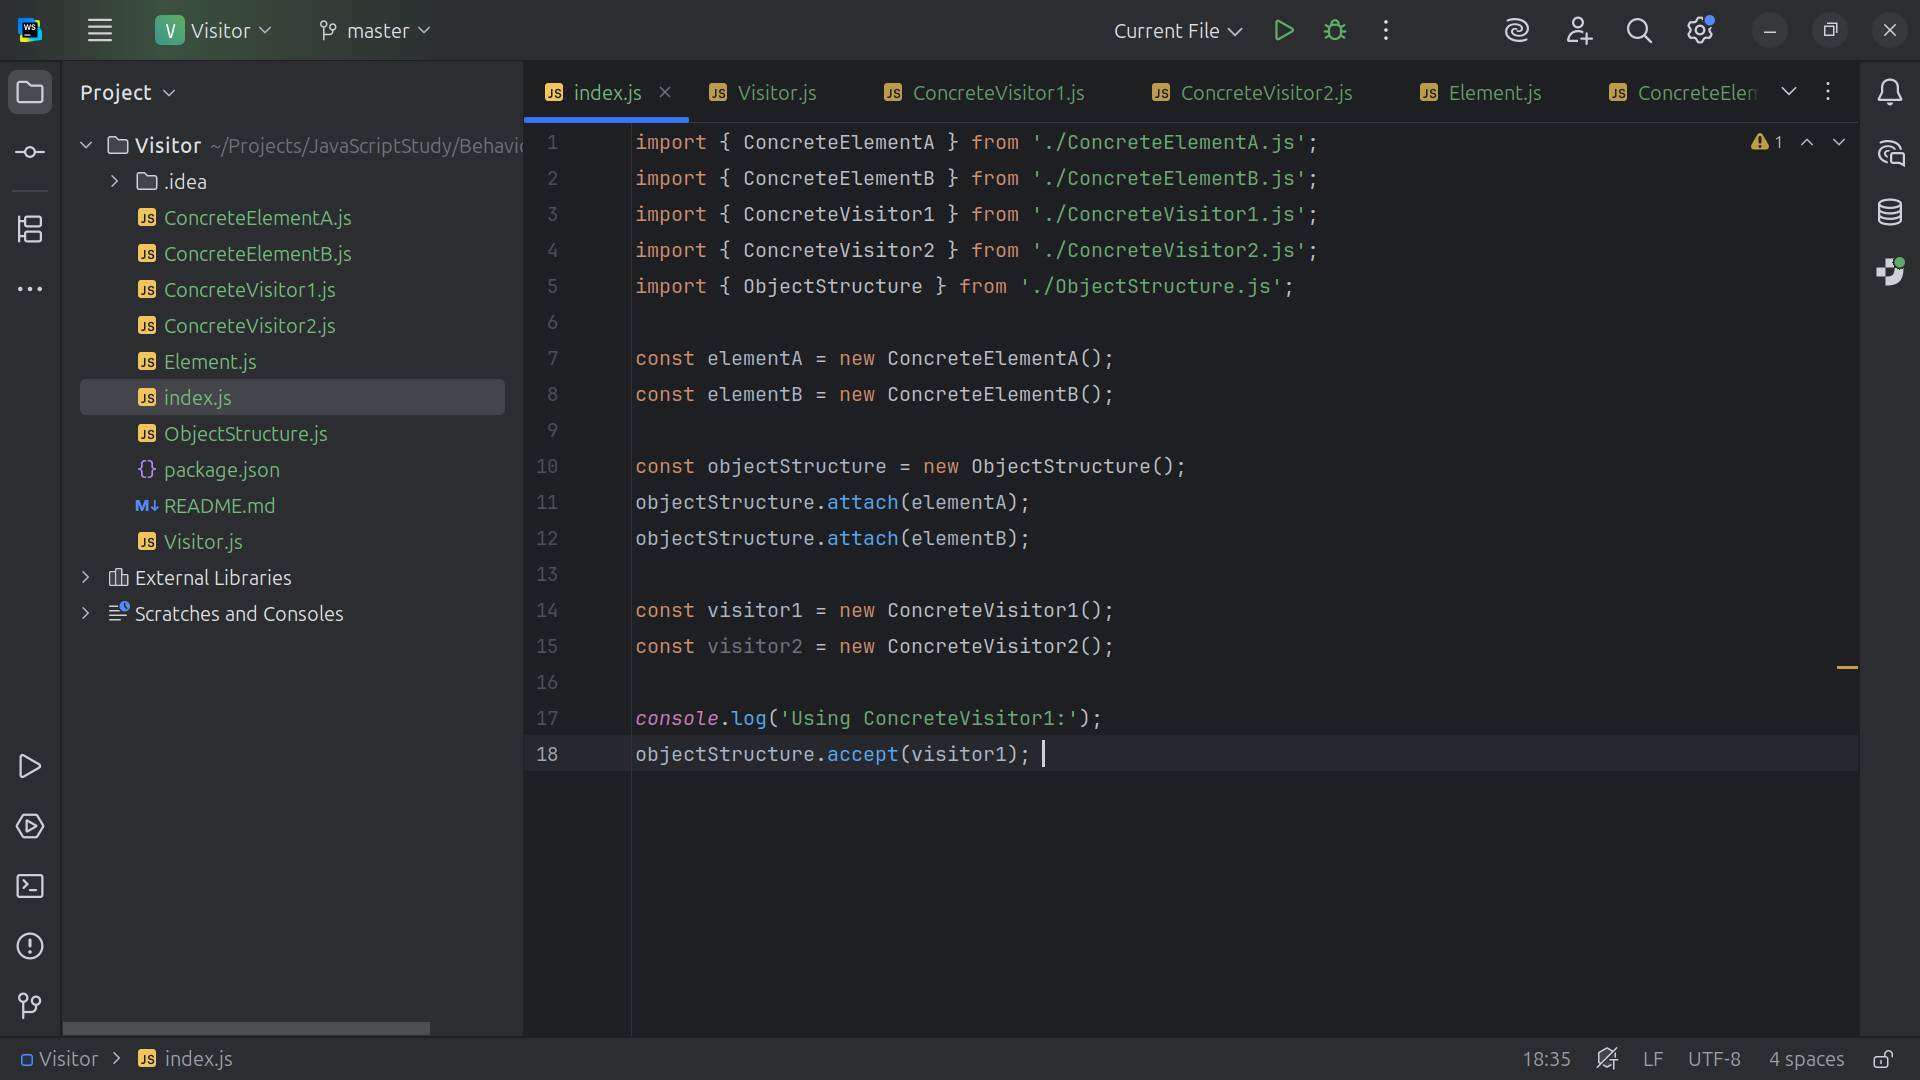 WS
V Visitor
master
Current File
Project
index.js
Visitor.js
ConcreteVisitor1.js
ConcreteVisitor2.js
Element.js
ConcreteElem
Visitor ~/Projects/JavaScriptStudy/Behavio
.idea
ConcreteElementA.js
ConcreteElementB.js
ConcreteVisitor1.js
ConcreteVisitor2.js
Element.js
index.js
ObjectStructure.js
package.json
README.md
Visitor.js
External Libraries
Scratches and Consoles
1 import { ConcreteElementA } from './ConcreteElementA.js';
2 import { ConcreteElementB } from './ConcreteElementB.js';
3 import { ConcreteVisitor1 } from './ConcreteVisitor1.js';
4 import { ConcreteVisitor2 } from './ConcreteVisitor2.js';
5 import { ObjectStructure } from './ObjectStructure.js';
6
7 const elementA = new ConcreteElementA();
8 const elementB = new ConcreteElementB();
9
10 const objectStructure = new ObjectStructure();
11 objectStructure.attach(elementA);
12 objectStructure.attach(elementB);
13
14 const visitor1 = new ConcreteVisitor1();
15 const visitor2 = new ConcreteVisitor2();
16
17 console.log('Using ConcreteVisitor1:');
18 objectStructure.accept(visitor1);
1
Visitor > index.js
18:35
LF
UTF-8
4 spaces